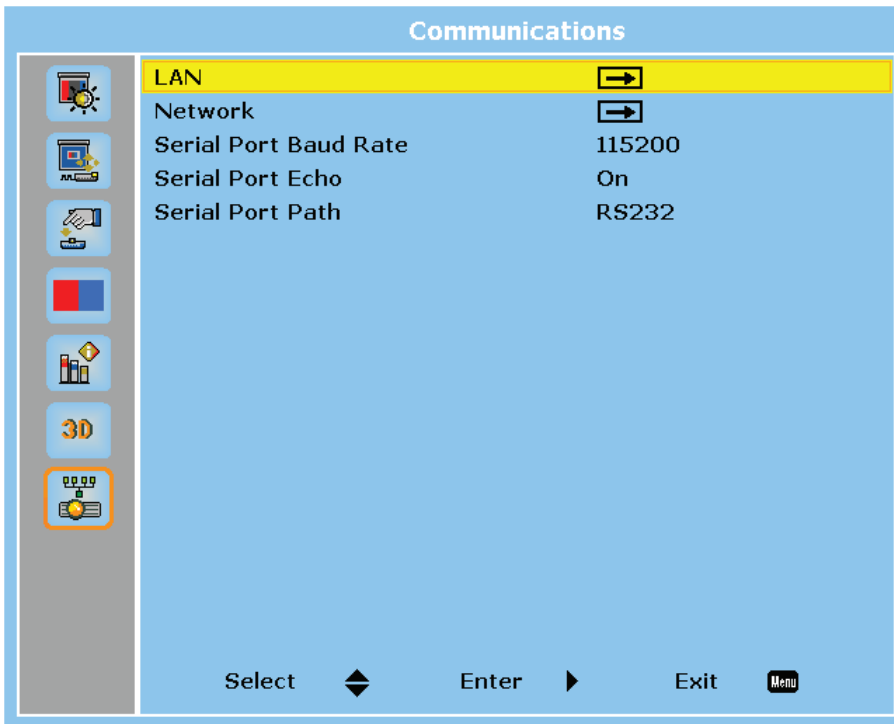 Communications
LAN
Network
Serial Port Baud Rate 115200
Serial Port Echo On
Serial Port Path RS232
3D
Select Enter Exit Menu